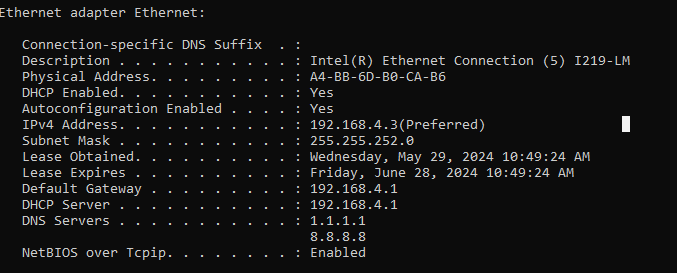 Ethernet adapter Ethernet:
Connection-specific DNS Suffix  . :
Description . . . . . . . . . . . : Intel(R) Ethernet Connection (5) I219-LM
Physical Address. . . . . . . . . : A4-BB-6D-B0-CA-B6
DHCP Enabled. . . . . . . . . . . : Yes
Autoconfiguration Enabled . . . . : Yes
IPv4 Address. . . . . . . . . . . : 192.168.4.3(Preferred)
Subnet Mask . . . . . . . . . . . : 255.255.252.0
Lease Obtained. . . . . . . . . . : Wednesday, May 29, 2024 10:49:24 AM
Lease Expires . . . . . . . . . . : Friday, June 28, 2024 10:49:24 AM
Default Gateway . . . . . . . . . : 192.168.4.1
DHCP Server . . . . . . . . . . . : 192.168.4.1
DNS Servers . . . . . . . . . . . : 1.1.1.1
8.8.8.8
NetBIOS over Tcpip. . . . . . . . : Enabled